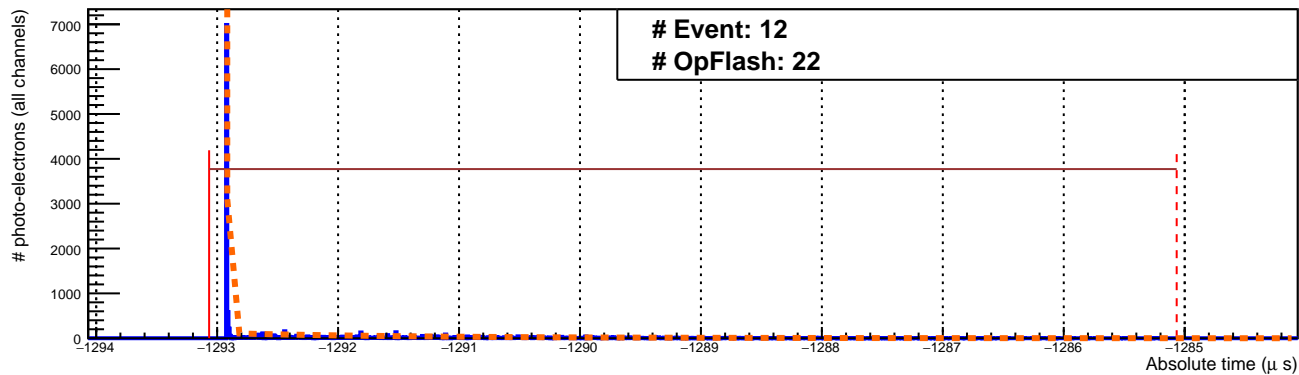 # Event: 12
# OpFlash: 22
# photo-electrons (all channels)
7000
6000
5000
4000
3000
2000
1000
0
−1294 −1293 −1292 −1291 −1290 −1289 −1288 −1287 −1286 −1285
Absolute time (μ s)